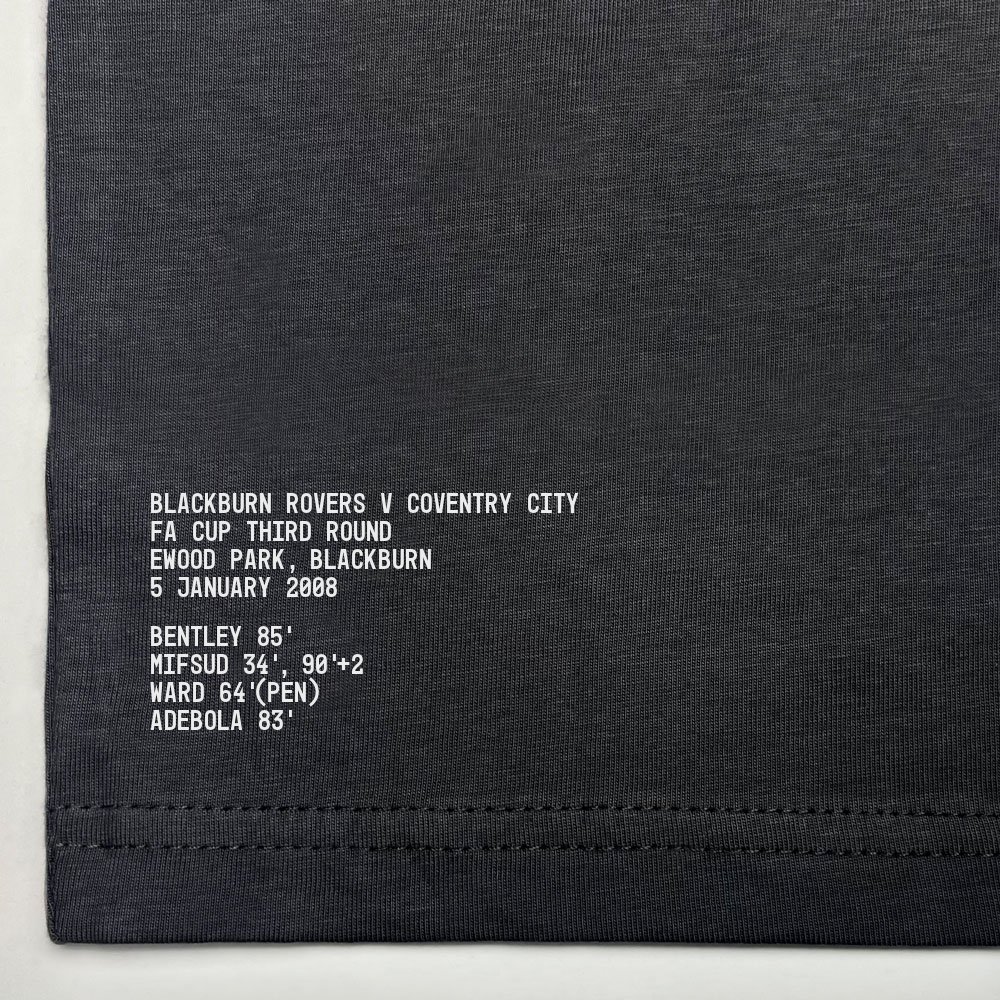 BLACKBURN ROVERS V COVENTRY CITY
FA CUP THIRD ROUND
EWOOD PARK, BLACKBURN
5 JANUARY 2008
BENTLEY 85'
MIFSUD 34', 90'+2
WARD 64'(PEN)
ADEBOLA 83'